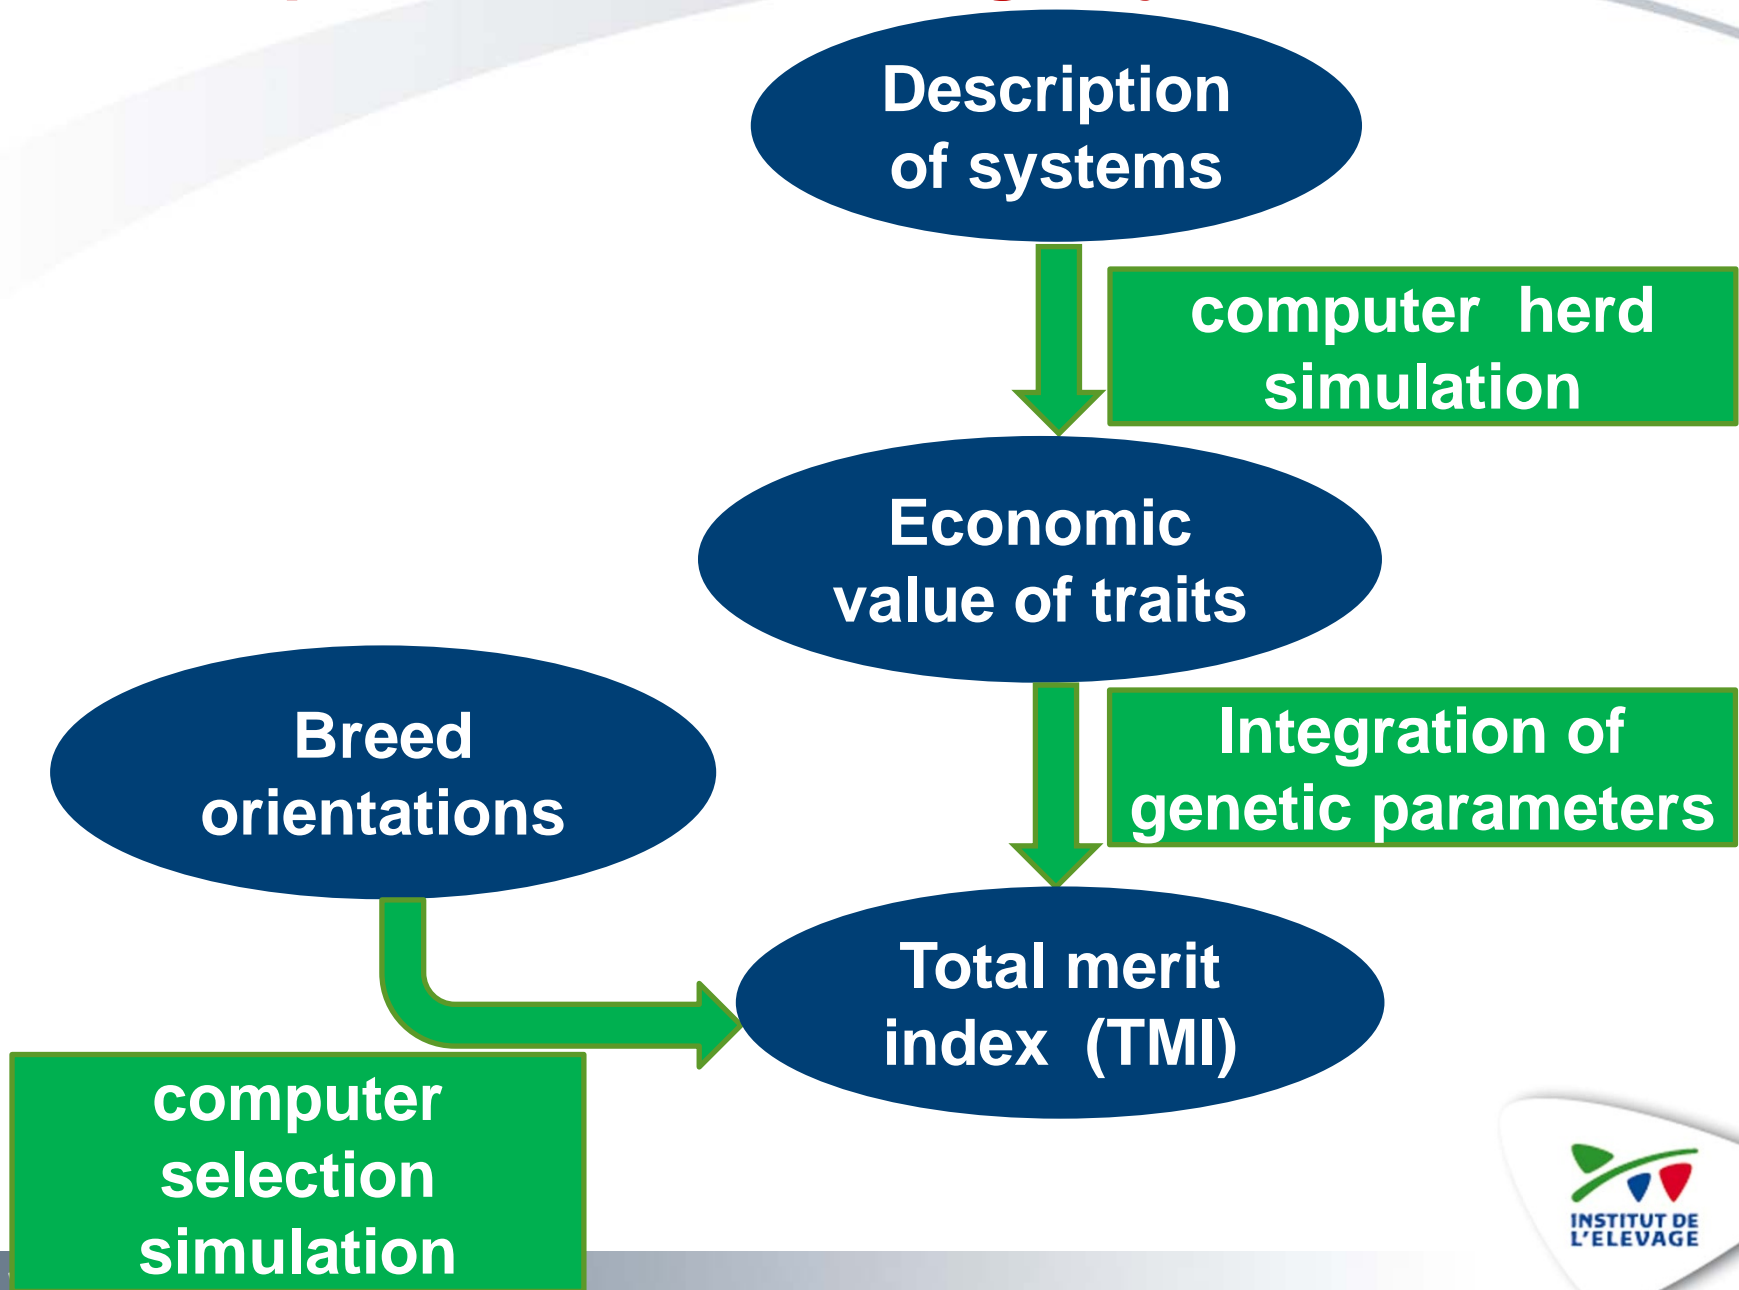 Description
of systems
computer herd
simulation
Economic
value of traits
Integration of
genetic parameters
Breed
orientations
Total merit
index (TMI)
computer
selection
simulation
INSTITUT DE
L'ELEVAGE